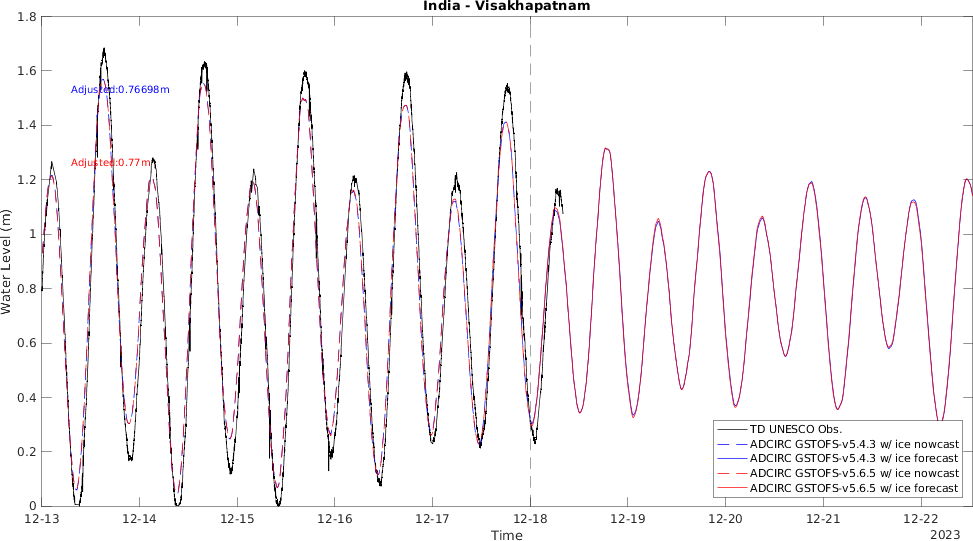 India - Visakhapatnam
1.8
1.6
1.4
1.2
1
0.8
0.6
0.4
0.2
0
Water Level (m)
Adjusted:0.76698m
Adjusted:0.77m
TD UNESCO Obs.
ADCIRC GSTOFS-v5.4.3 w/ ice nowcast
ADCIRC GSTOFS-v5.4.3 w/ ice forecast
ADCIRC GSTOFS-v5.6.5 w/ ice nowcast
ADCIRC GSTOFS-v5.6.5 w/ ice forecast
12-13 12-14 12-15 12-16 12-17 12-18 12-19 12-20 12-21 12-22
Time
2023